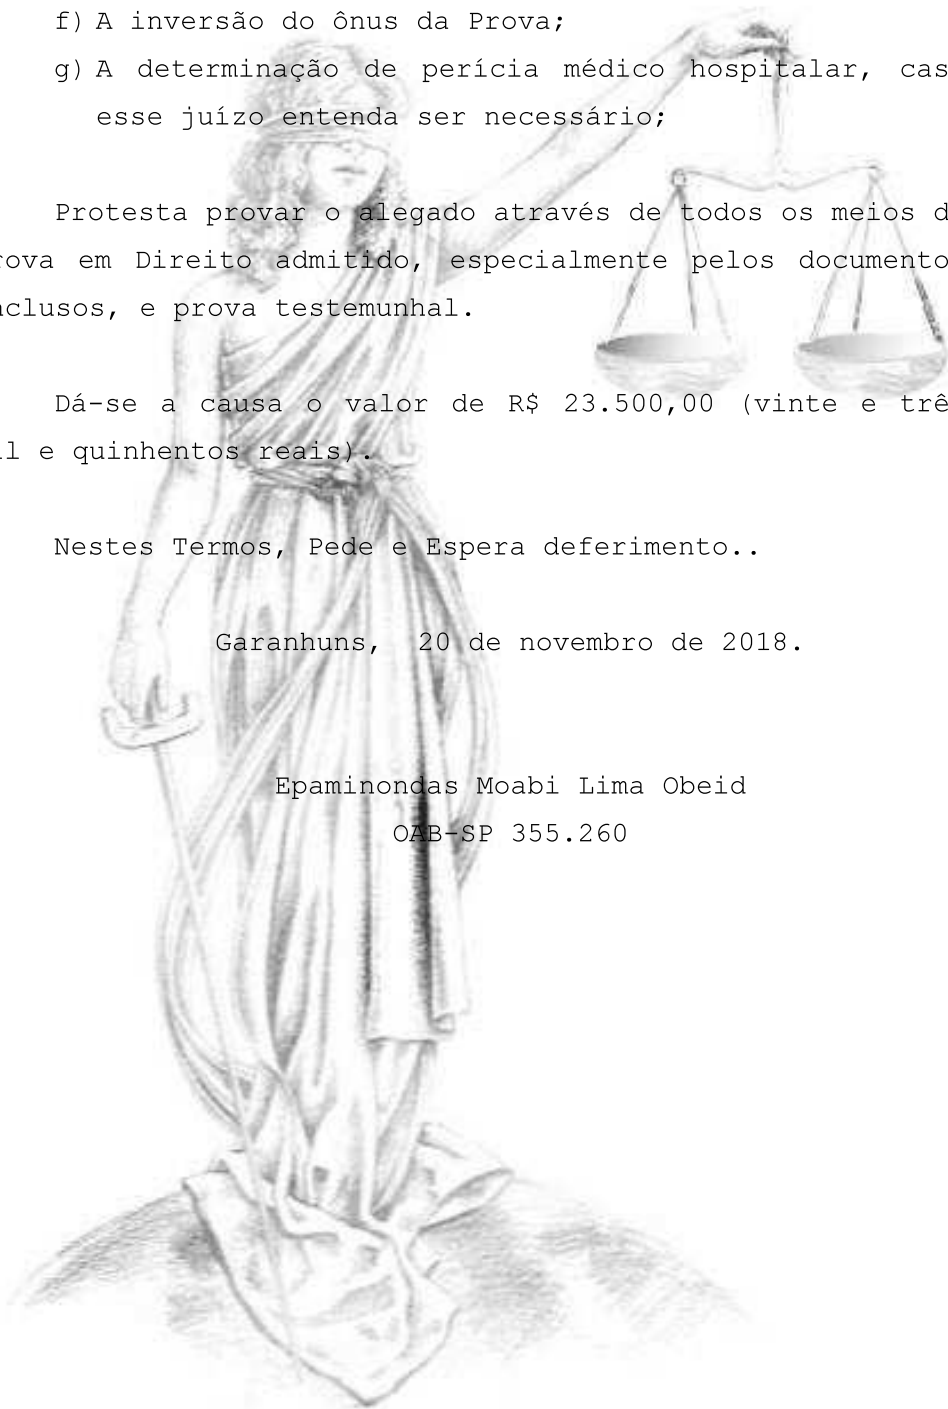 f) A inversão do ônus da Prova;
g) A determinação de perícia médico hospitalar, cas
esse juízo entenda ser necessário;
Protesta provar o alegado através de todos os meios d
rova em Direito admitido, especialmente pelos documento
nclusos, e prova testemunhal.
Dá-se a causa o valor de R$ 23.500,00 (vinte e trê
il e quinhentos reais).
Nestes Termos, Pede e Espera deferimento..
Garanhuns, 20 de novembro de 2018.
Epaminondas Moabi Lima Obeid
OAB-SP 355.260